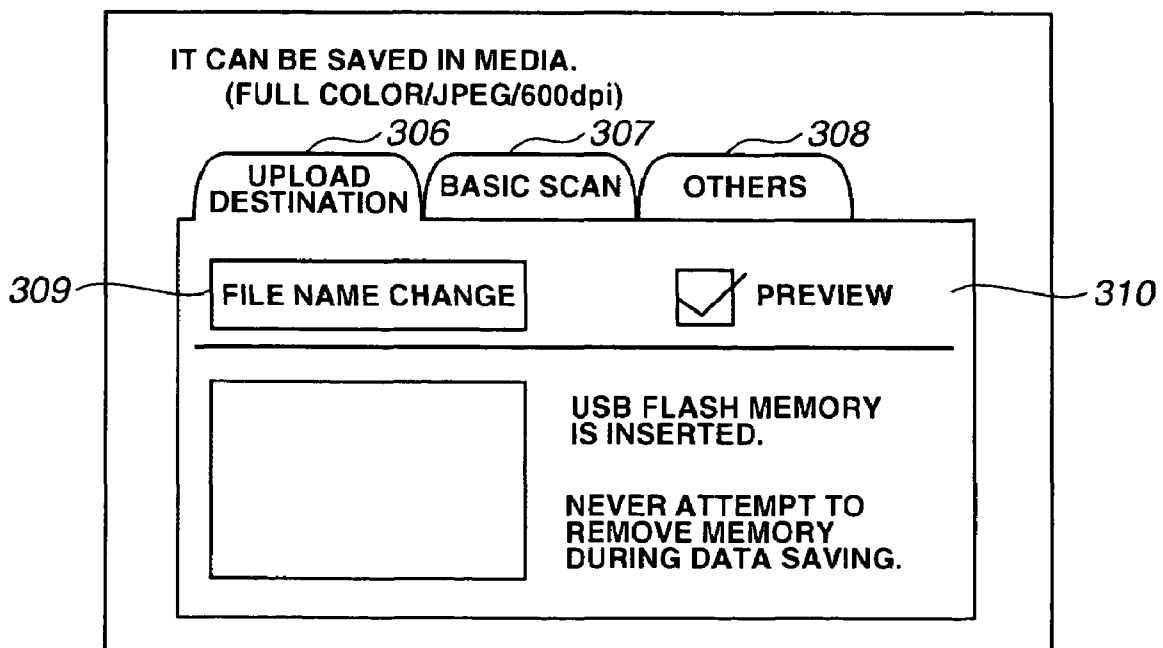 IT CAN BE SAVED IN MEDIA.
(FULL COLOR/JPEG/600dpi)
306
307
308
UPLOAD
DESTINATION
BASIC SCAN
OTHERS
309
FILE NAME CHANGE
PREVIEW
310
USB FLASH MEMORY
IS INSERTED.
NEVER ATTEMPT TO
REMOVE MEMORY
DURING DATA SAVING.